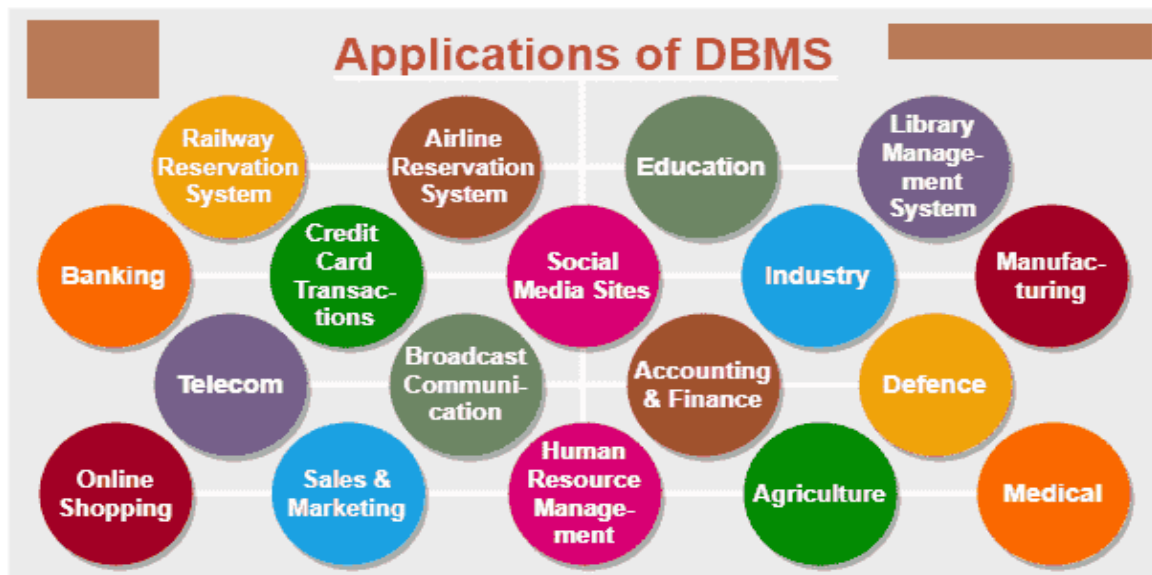 Applications of DBMS
Railway
Reservation
System
Airline
Reservation
System
Education
Library
Manage-
ment
System
Banking
Credit
Card
Transac-
tions
Social
Media Sites
Industry
Manufac-
turing
Telecom
Broadcast
Communi-
cation
Accounting
& Finance
Defence
Online
Shopping
Sales &
Marketing
Human
Resource
Manage-
ment
Agriculture
Medical